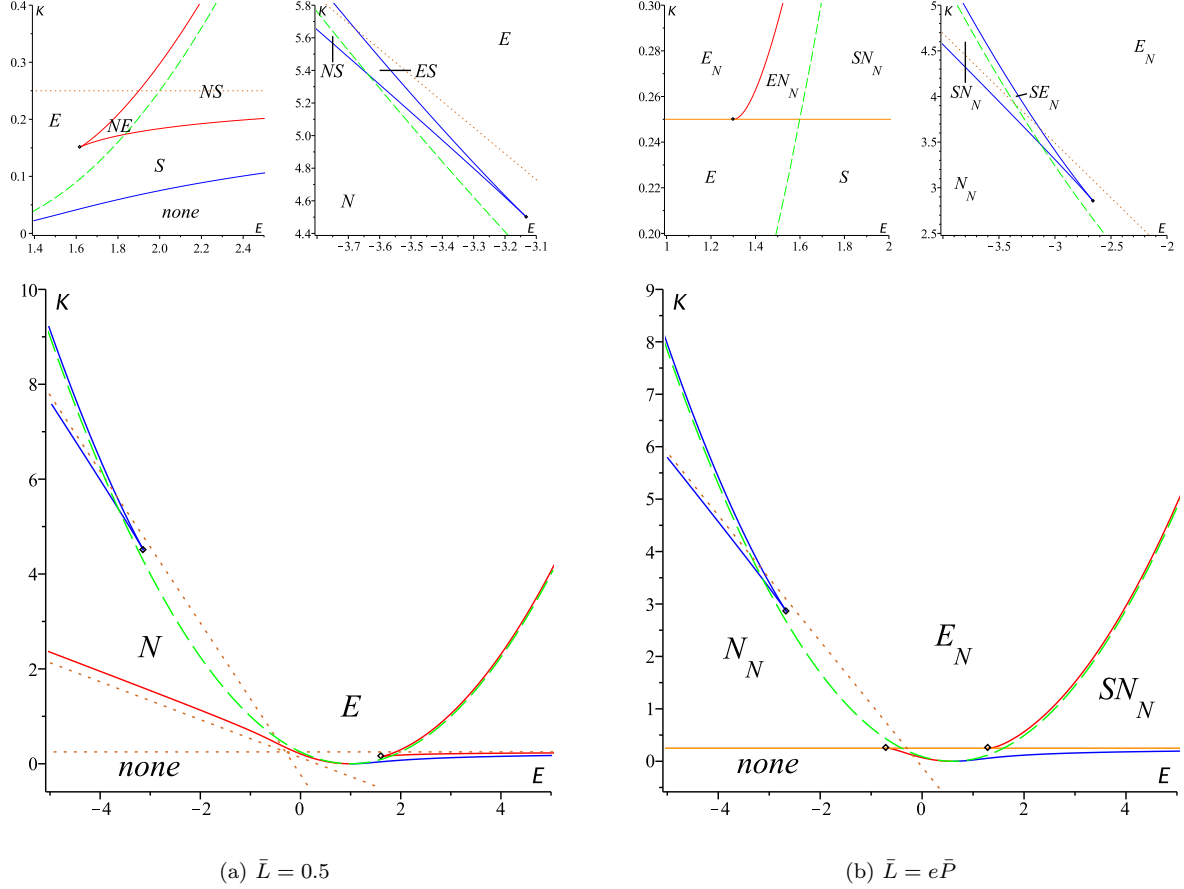 K
0.4
0.3
0.2
0.1
0
1.4 1.6 1.8 2.0 2.2 2.4
E
E
NS
NE
S
none
K
5.8
5.6
5.4
5.2
5.0
4.8
4.6
4.4
−3.7 −3.6 −3.5 −3.4 −3.3 −3.2 −3.1
E
E
NS
ES
N
K
0.30
0.28
0.26
0.24
0.22
0.20
1 1.2 1.4 1.6 1.8 2
E
E_N
EN_N
SN_N
E
S
K
5
4.5
4
3.5
3
2.5
−3.5 −3 −2.5 −2
E
E_N
SN_N
SE_N
N_N
K
10
8
6
4
2
0
−4 −2 0 2 4
E
N
E
none
K
9
8
7
6
5
4
3
2
1
0
−4 −2 0 2 4
E
N_N
E_N
SN_N
none
(a) L̄ = 0.5
(b) L̄ = eP̄